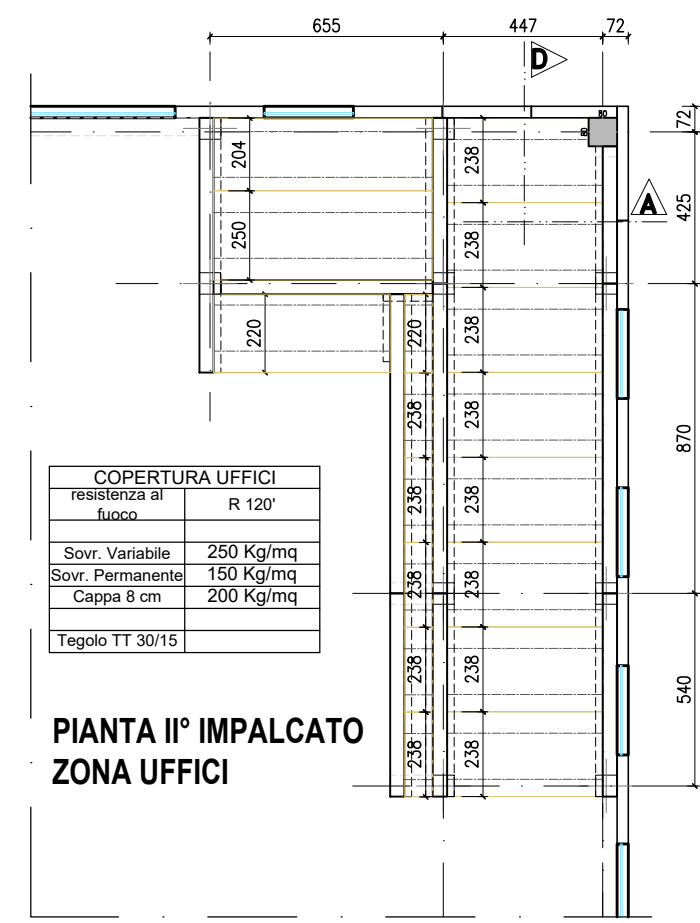 655 447 72
D
80
80
72
204 238
A
425
250 238
220 220 238
238 238
870
COPERTURA UFFICI
resistenza al fuoco R 120'
Sovr. Variabile 250 Kg/mq
Sovr. Permanente 150 Kg/mq
Cappa 8 cm 200 Kg/mq
Tegolo TT 30/15
238 238
238 238
238 238
540
238 238
PIANTA II° IMPALCATO
ZONA UFFICI